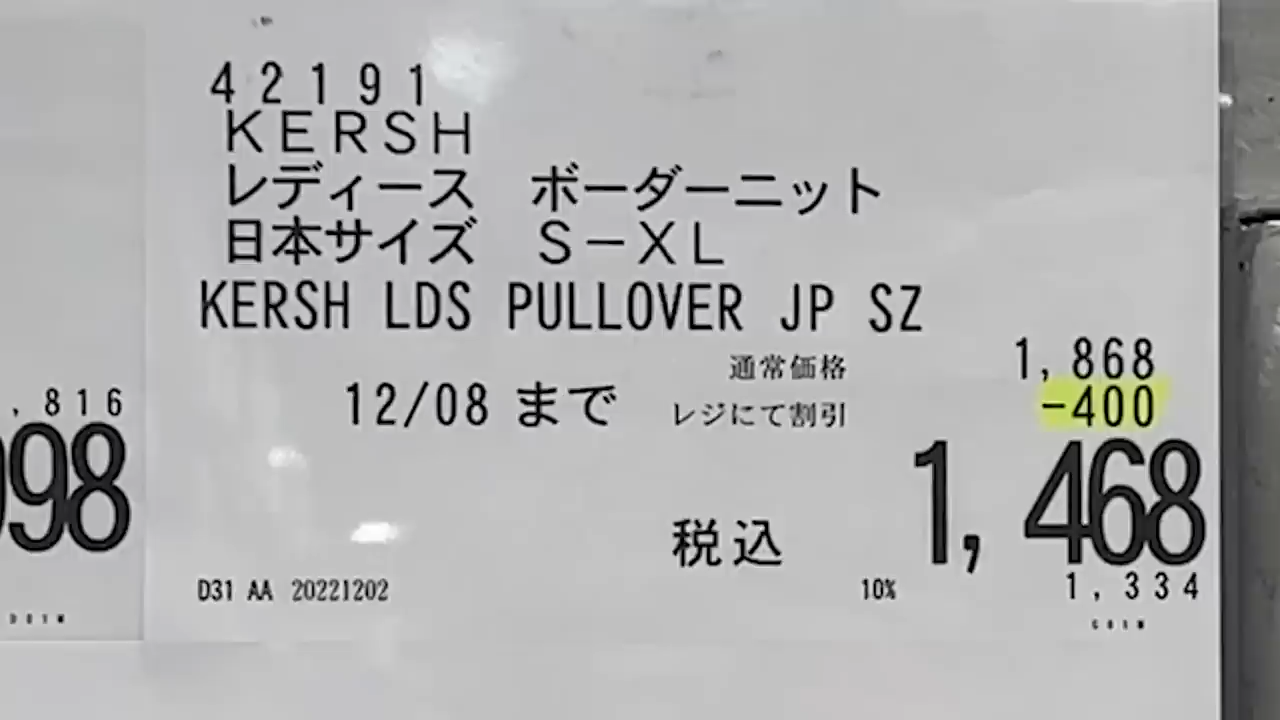 42191
KERSH
レディース　ボーダーニット
日本サイズ　S－XL
KERSH LDS PULLOVER JP SZ
通常価格 1,868
12/08 まで レジにて割引 -400
,816
98
税込 1,468
D31 AA 20221202 10% 1,334